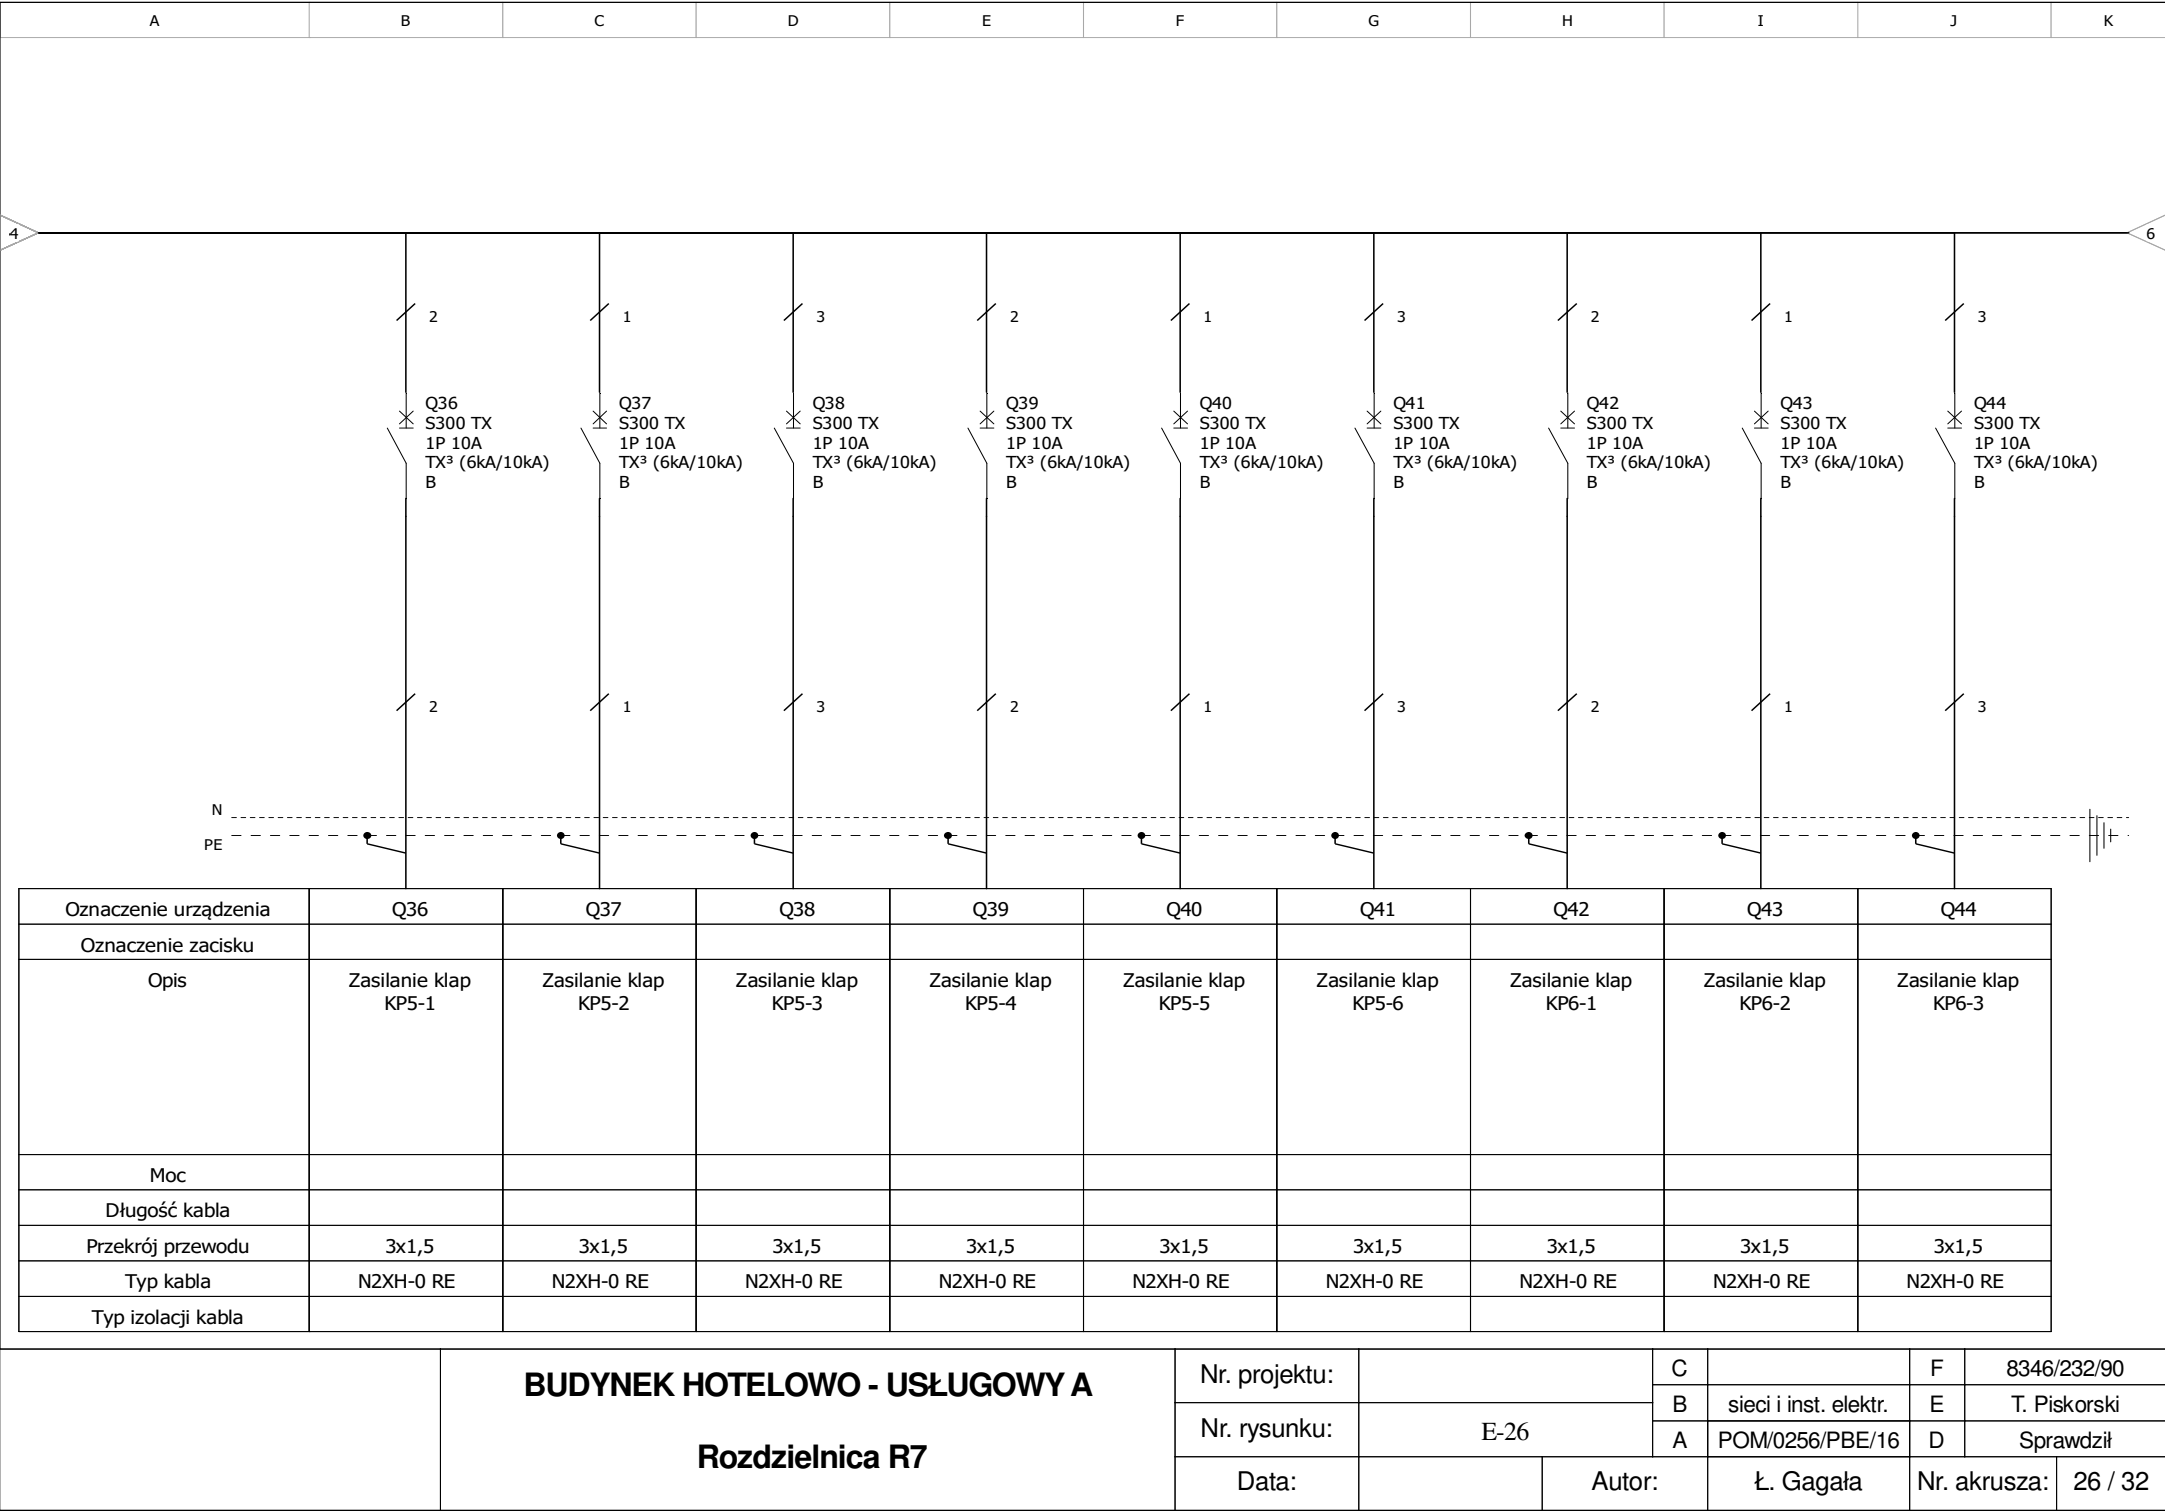 A B C D E F G H I J K
4 6
2 1 3 2 1 3 2 1 3
Q36 Q37 Q38 Q39 Q40 Q41 Q42 Q43 Q44
S300 TX S300 TX S300 TX S300 TX S300 TX S300 TX S300 TX S300 TX S300 TX
1P 10A 1P 10A 1P 10A 1P 10A 1P 10A 1P 10A 1P 10A 1P 10A 1P 10A
TX³ (6kA/10kA) TX³ (6kA/10kA) TX³ (6kA/10kA) TX³ (6kA/10kA) TX³ (6kA/10kA) TX³ (6kA/10kA) TX³ (6kA/10kA) TX³ (6kA/10kA) TX³ (6kA/10kA)
B B B B B B B B B
2 1 3 2 1 3 2 1 3
N
PE
Oznaczenie urządzenia Q36 Q37 Q38 Q39 Q40 Q41 Q42 Q43 Q44
Oznaczenie zacisku
Opis Zasilanie klap Zasilanie klap Zasilanie klap Zasilanie klap Zasilanie klap Zasilanie klap Zasilanie klap Zasilanie klap Zasilanie klap
KP5-1 KP5-2 KP5-3 KP5-4 KP5-5 KP5-6 KP6-1 KP6-2 KP6-3
Moc
Długość kabla
Przekrój przewodu 3x1,5 3x1,5 3x1,5 3x1,5 3x1,5 3x1,5 3x1,5 3x1,5 3x1,5
Typ kabla N2XH-0 RE N2XH-0 RE N2XH-0 RE N2XH-0 RE N2XH-0 RE N2XH-0 RE N2XH-0 RE N2XH-0 RE N2XH-0 RE
Typ izolacji kabla
BUDYNEK HOTELOWO - USŁUGOWY A
Rozdzielnica R7
Nr. projektu:
Nr. rysunku: E-26
C F 8346/232/90
B sieci i inst. elektr. E T. Piskorski
A POM/0256/PBE/16 D Sprawdził
Data: Autor: Ł. Gagała Nr. akrusza: 26 / 32